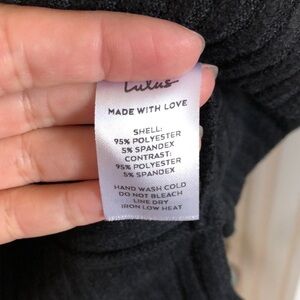 Lulus
MADE WITH LOVE
SHELL:
95% POLYESTER
5% SPANDEX
CONTRAST:
95% POLYESTER
5% SPANDEX
HAND WASH COLD
DO NOT BLEACH
LINE DRY
IRON LOW HEAT